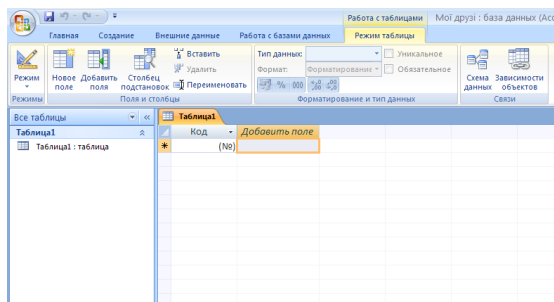 Работа с таблицами Мої друзі : база данных (Acc
Главная Создание Внешние данные Работа с базами данных Режим таблицы
Режим
Новое поле
Добавить поля
Столбец подстановок
Вставить
Удалить
Переименовать
Тип данных:
Формат: Форматировани
% 000
Уникальное
Обязательное
Схема данных
Зависимости объектов
Режимы Поля и столбцы Форматирование и тип данных Связи
Все таблицы «
Таблица1
Таблица1 : таблица
Таблица1
Код Добавить поле
(№)